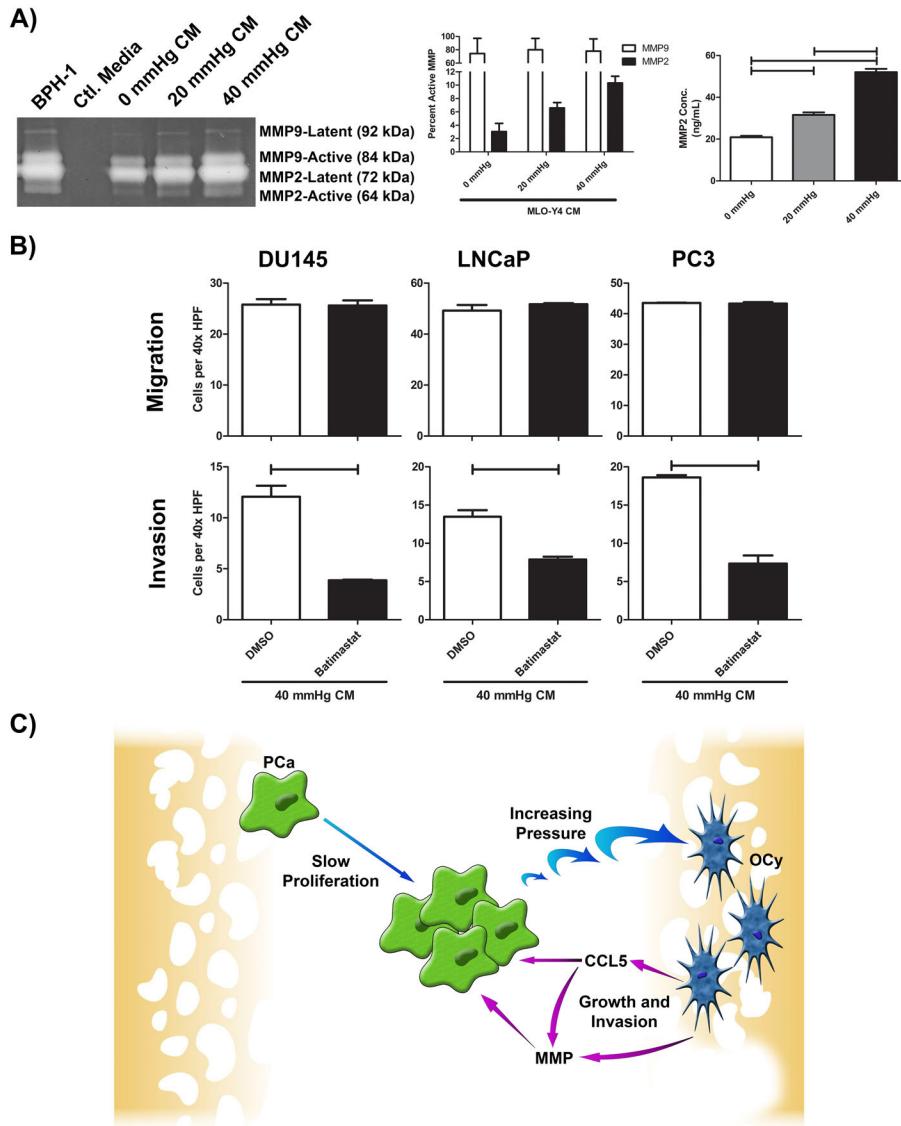 A)
BPH-1
Ctl. Media
0 mmHg CM
20 mmHg CM
40 mmHg CM
MMP9-Latent (92 kDa)
MMP9-Active (84 kDa)
MMP2-Latent (72 kDa)
MMP2-Active (64 kDa)
Percent Active MMP
100
80
60
40
20
12
10
8
6
4
2
0
MMP9
MMP2
0 mmHg
20 mmHg
40 mmHg
MLO-Y4 CM
MMP2 Conc.
(ng/mL)
60
40
20
0
0 mmHg
20 mmHg
40 mmHg
B)
DU145
LNCaP
PC3
Migration
Cells per 40x HPF
30
20
10
0
60
40
20
0
50
40
30
20
10
0
Invasion
Cells per 40x HPF
15
10
5
0
20
15
10
5
0
20
15
10
5
0
DMSO
Batimastat
DMSO
Batimastat
DMSO
Batimastat
40 mmHg CM
40 mmHg CM
40 mmHg CM
C)
PCa
Slow
Proliferation
Increasing
Pressure
OCy
CCL5
Growth and
Invasion
MMP